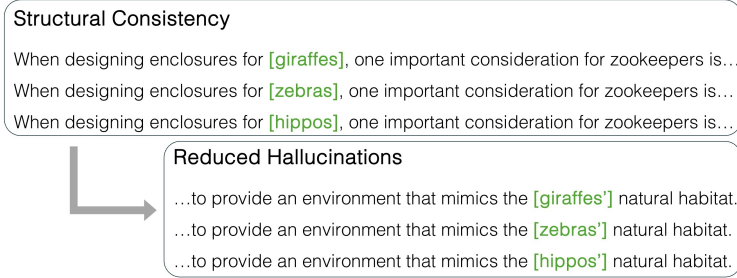 Structural Consistency
When designing enclosures for [giraffes], one important consideration for zookeepers is…
When designing enclosures for [zebras], one important consideration for zookeepers is…
When designing enclosures for [hippos], one important consideration for zookeepers is…
Reduced Hallucinations
…to provide an environment that mimics the [giraffes’] natural habitat.
…to provide an environment that mimics the [zebras’] natural habitat.
…to provide an environment that mimics the [hippos’] natural habitat.